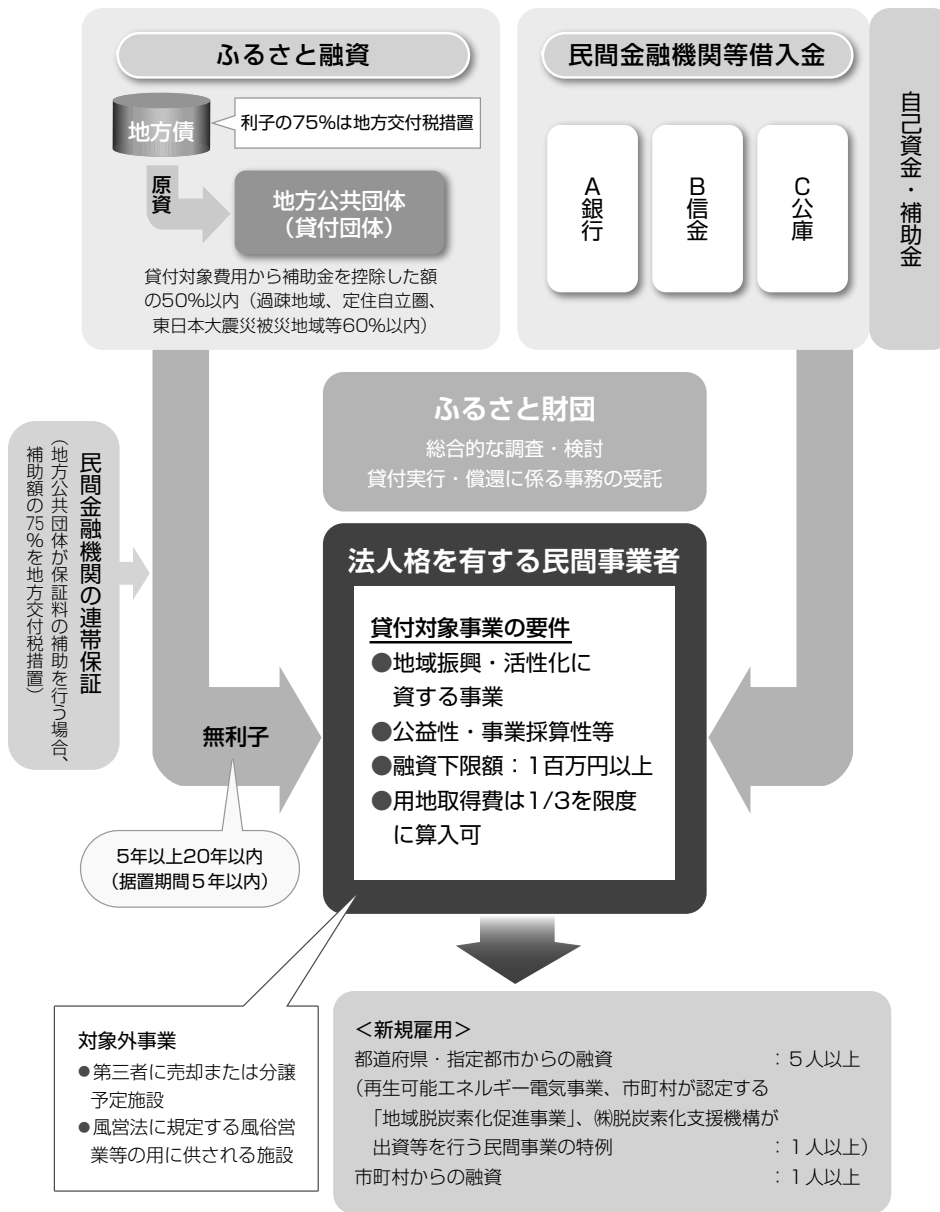 ふるさと融資
地方債
利子の75%は地方交付税措置
原資
地方公共団体
（貸付団体）
貸付対象費用から補助金を控除した額
の50%以内（過疎地域、定住自立圏、
東日本大震災被災地域等60%以内）
民間金融機関等借入金
A銀行
B信金
C公庫
自己資金・補助金
ふるさと財団
総合的な調査・検討
貸付実行・償還に係る事務の受託
民間金融機関の連帯保証
（地方公共団体が保証料の補助を行う場合、
補助額の75%を地方交付税措置）
法人格を有する民間事業者
貸付対象事業の要件
●地域振興・活性化に
資する事業
●公益性・事業採算性等
●融資下限額：1百万円以上
●用地取得費は1/3を限度
に算入可
無利子
5年以上20年以内
（据置期間5年以内）
対象外事業
●第三者に売却または分譲
予定施設
●風営法に規定する風俗営
業等の用に供される施設
＜新規雇用＞
都道府県・指定都市からの融資：5人以上
（再生可能エネルギー電気事業、市町村が認定する
「地域脱炭素化促進事業」、㈱脱炭素化支援機構が
出資等を行う民間事業の特例：1人以上）
市町村からの融資：1人以上